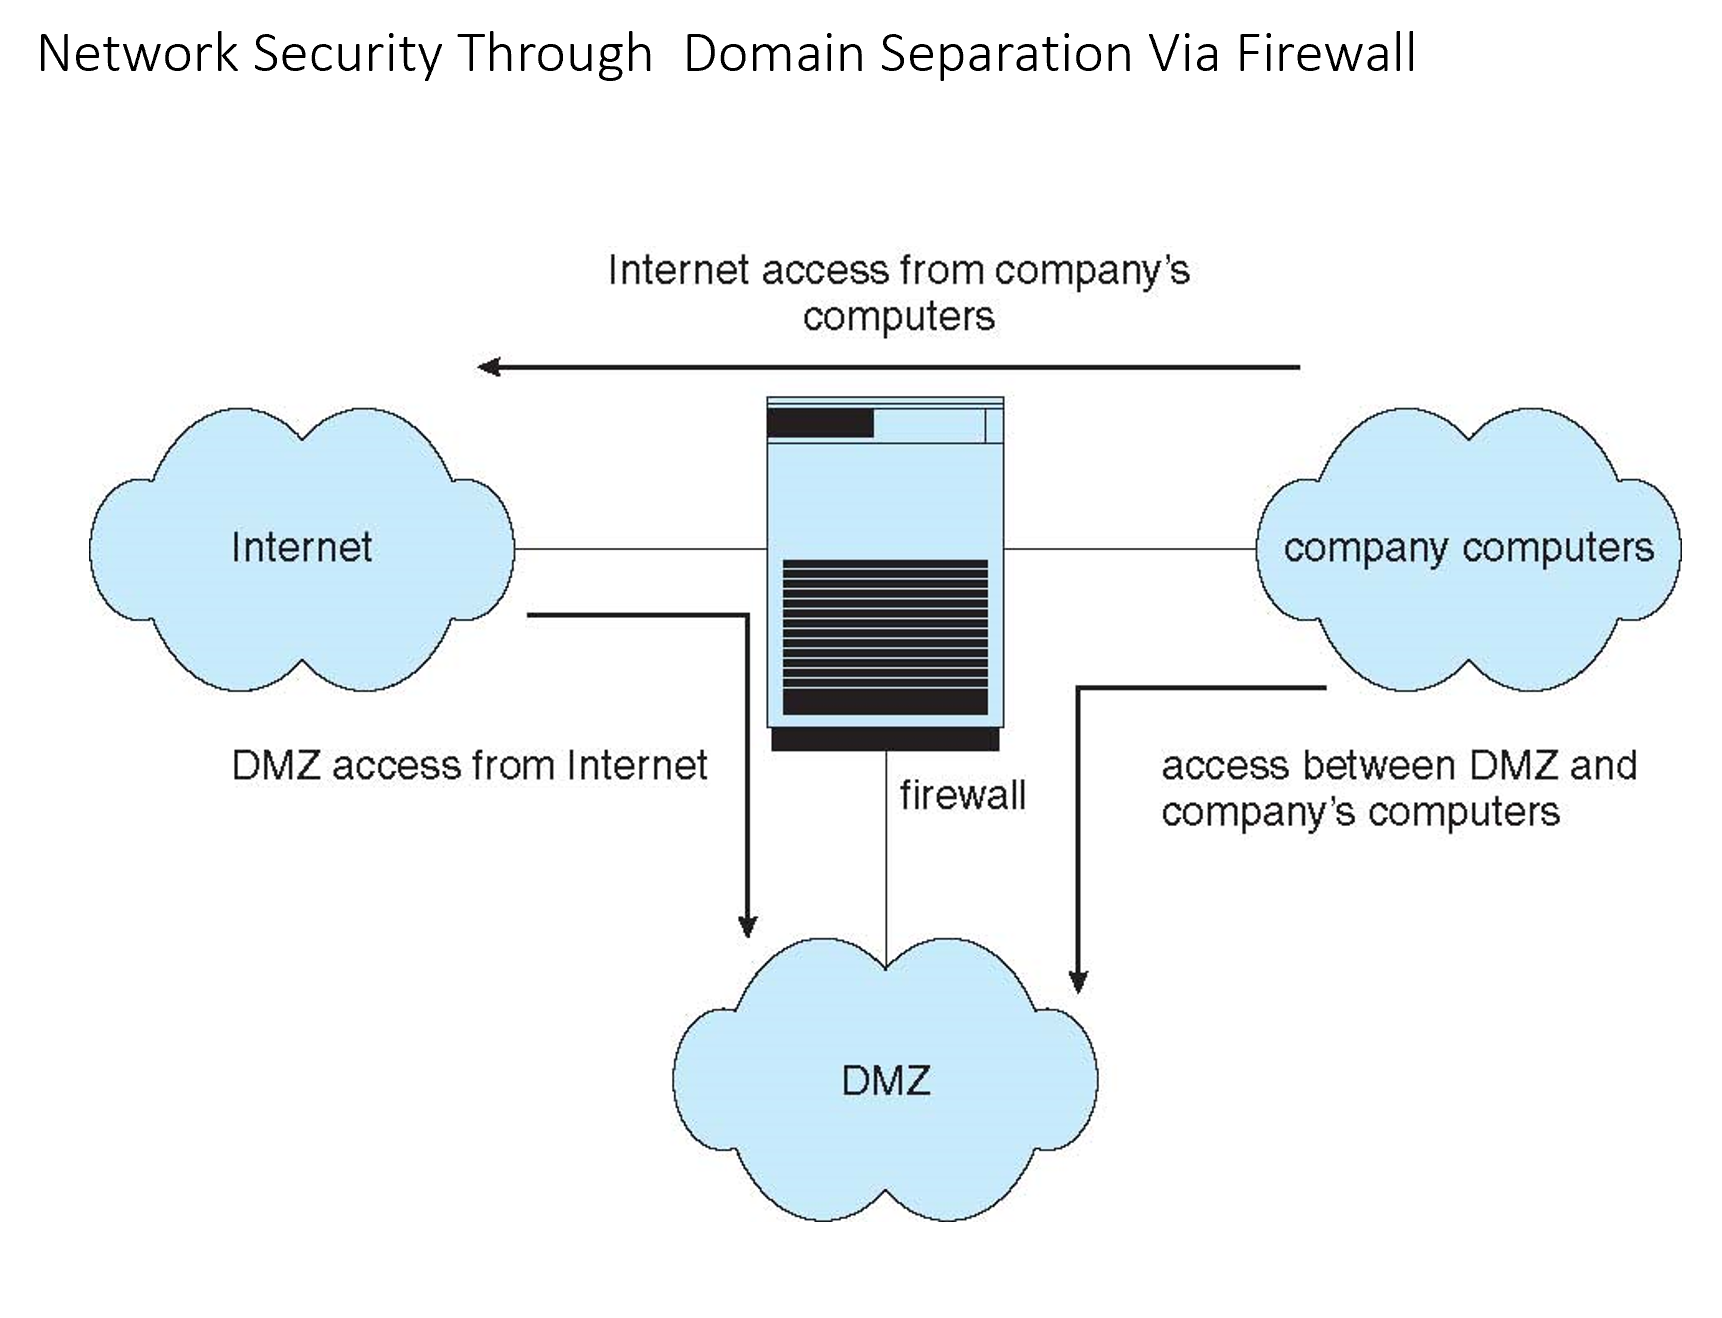 Network Security Through  Domain Separation Via Firewall
Internet access from company's
computers
Internet
company computers
DMZ access from Internet
firewall
access between DMZ and
company's computers
DMZ